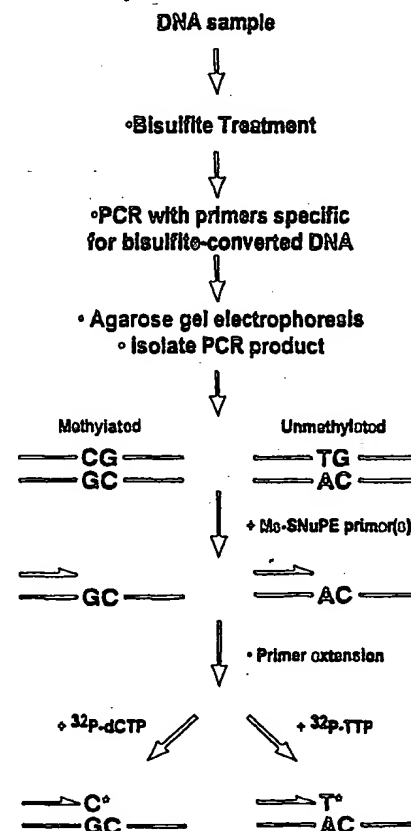 DNA sample
•Bisulfite Treatment
•PCR with primers specific
for bisulfite-converted DNA
• Agarose gel electrophoresis
• isolate PCR product
Methylated Unmethylated
CG TG
GC AC
+ Ms-SNuPE primer(s)
GC AC
• Primer extension
+ 32P-dCTP + 32P-TTP
C* T*
GC AC